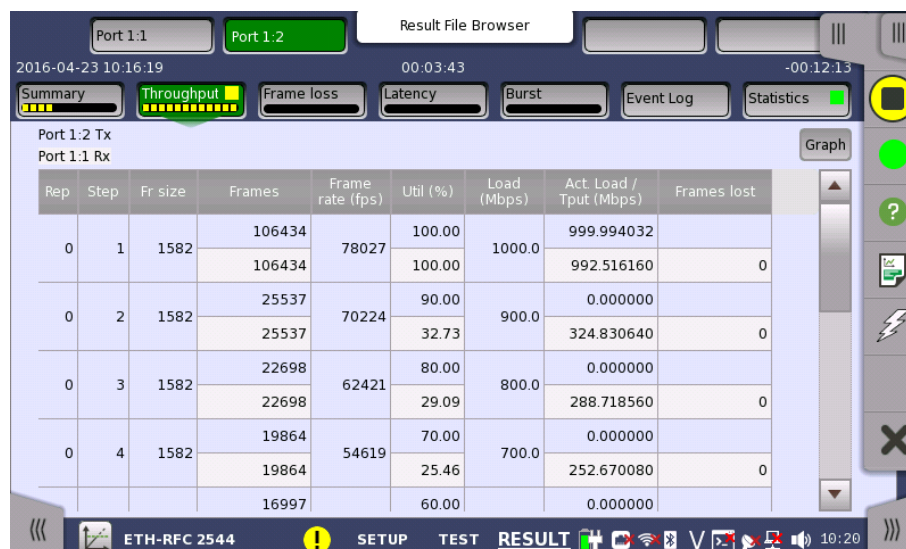 Result File Browser
Port 1:1 Port 1:2
2016-04-23 10:16:19 00:03:43 -00:12:13
Summary Throughput Frame loss Latency Burst Event Log Statistics
Port 1:2 Tx
Port 1:1 Rx
Graph
Rep Step Fr size Frames Frame rate (fps) Util (%) Load (Mbps) Act. Load / Tput (Mbps) Frames lost
106434 100.00 999.994032
0 1 1582 78027 1000.0
106434 100.00 992.516160 0
25537 90.00 0.000000
0 2 1582 70224 900.0
25537 32.73 324.830640 0
22698 80.00 0.000000
0 3 1582 62421 800.0
22698 29.09 288.718560 0
19864 70.00 0.000000
0 4 1582 54619 700.0
19864 25.46 252.670080 0
16997 60.00 0.000000
ETH-RFC 2544 ! SETUP TEST RESULT V 10:20